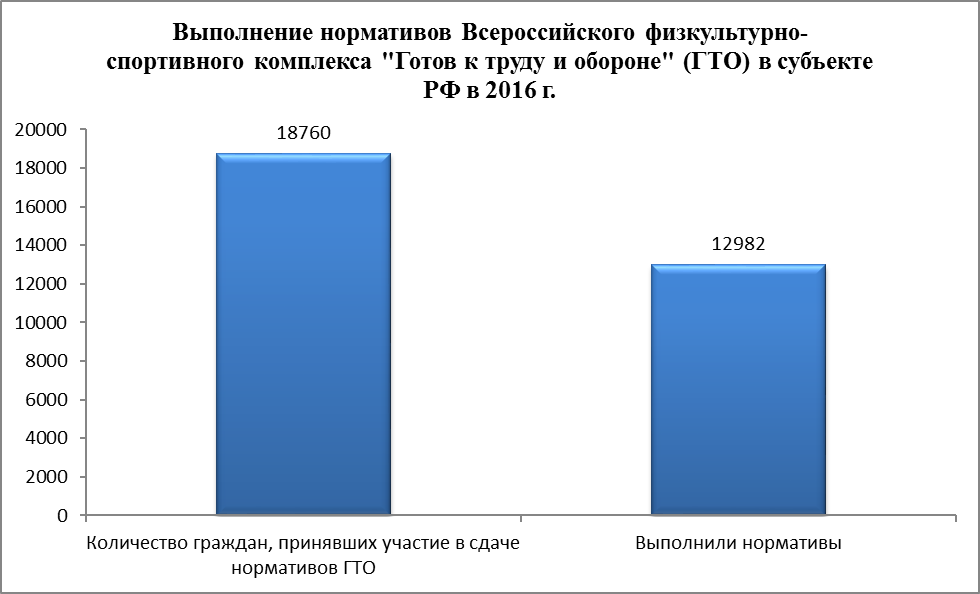 Выполнение нормативов Всероссийского физкультурно-
спортивного комплекса "Готов к труду и обороне" (ГТО) в субъекте
РФ в 2016 г.
20000
18000
16000
14000
12000
10000
8000
6000
4000
2000
0
18760
12982
Количество граждан, принявших участие в сдаче
нормативов ГТО
Выполнили нормативы